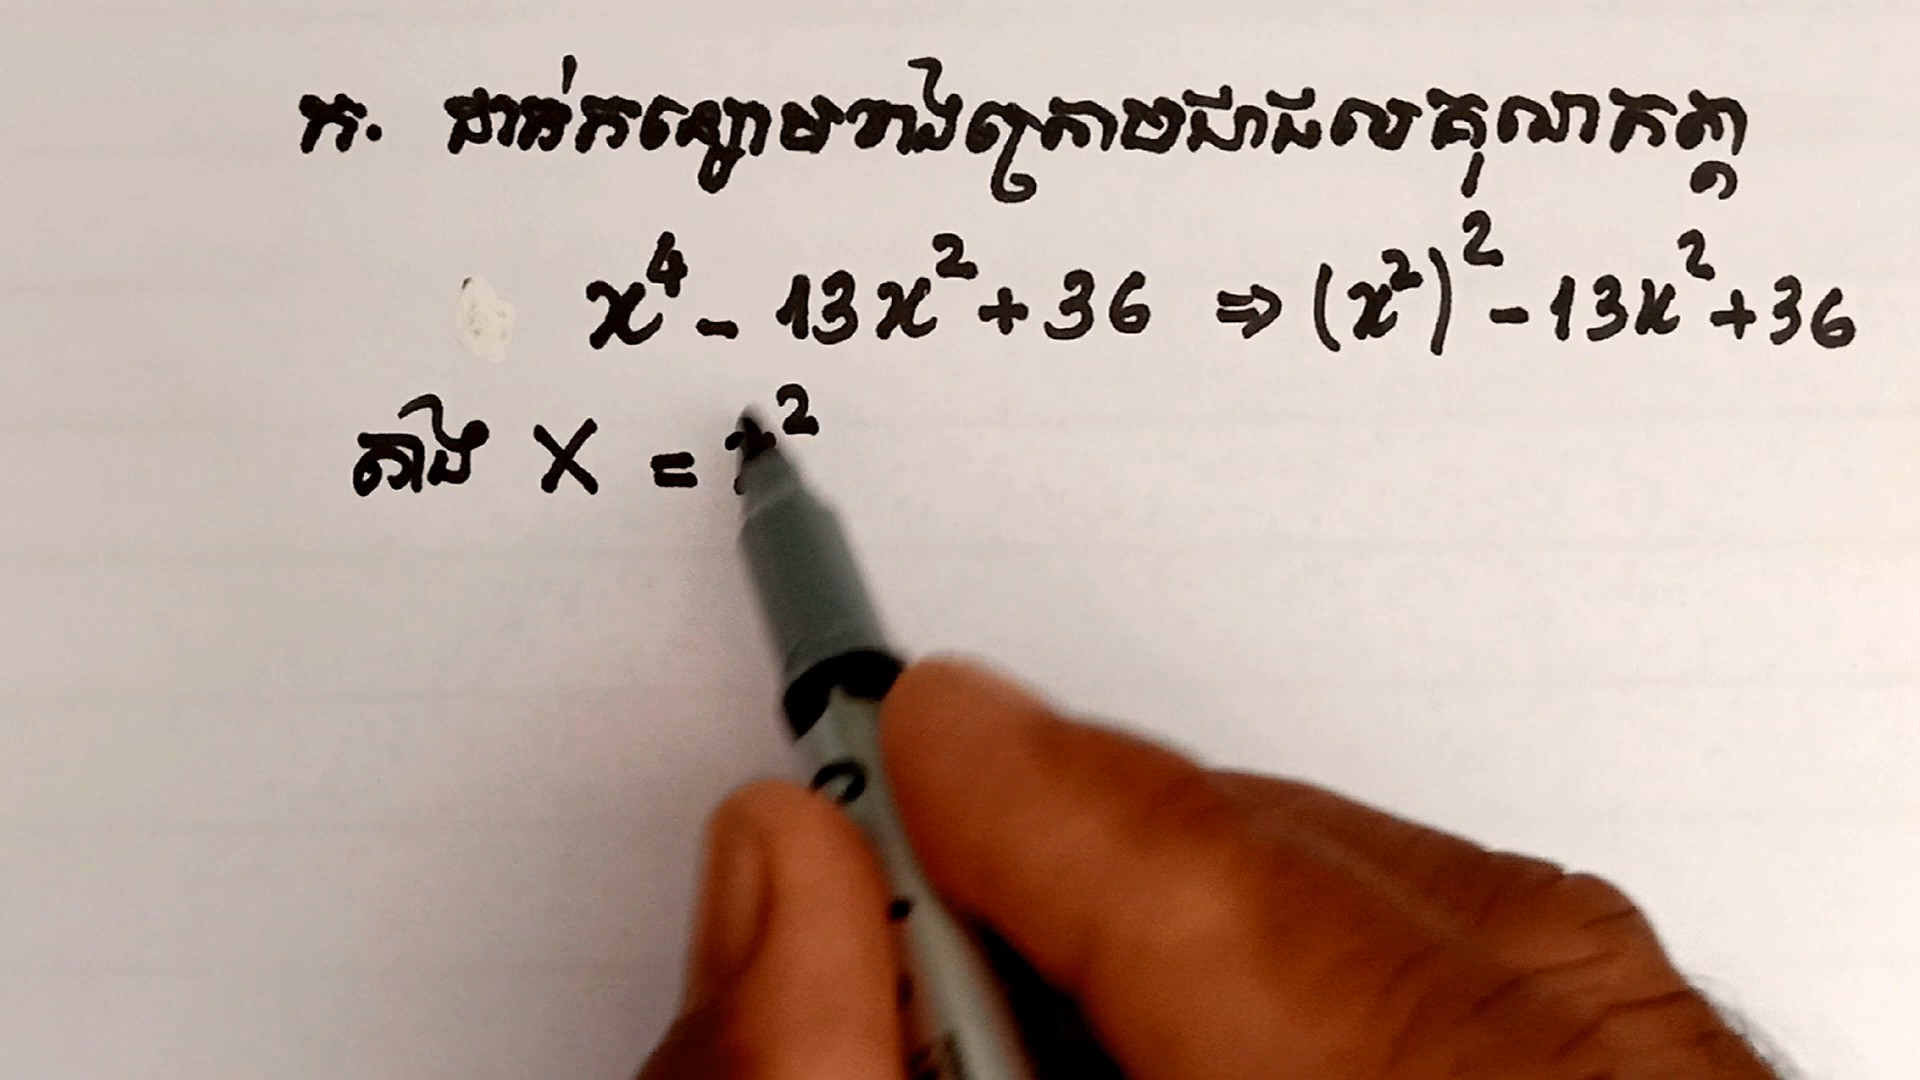 ក. ដាក់កន្សោមខាងក្រោមជាផលគុណកត្តា
x⁴ - 13x² + 36 ⇒ (x²)² - 13x² + 36
តាង X = x²